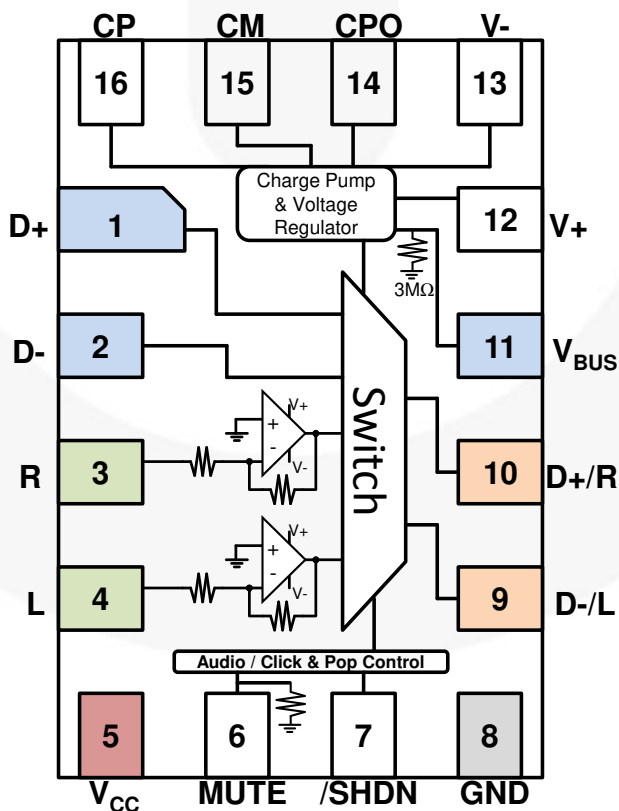 CP CM CPO V-
16 15 14 13
Charge Pump
& Voltage
Regulator
D+ 1 12 V+
3MΩ
D- 2 11 VBUS
Switch
V+
+
-
V-
R 3 10 D+/R
V+
+
-
V-
L 4 9 D-/L
Audio / Click & Pop Control
5 6 7 8
VCC MUTE /SHDN GND